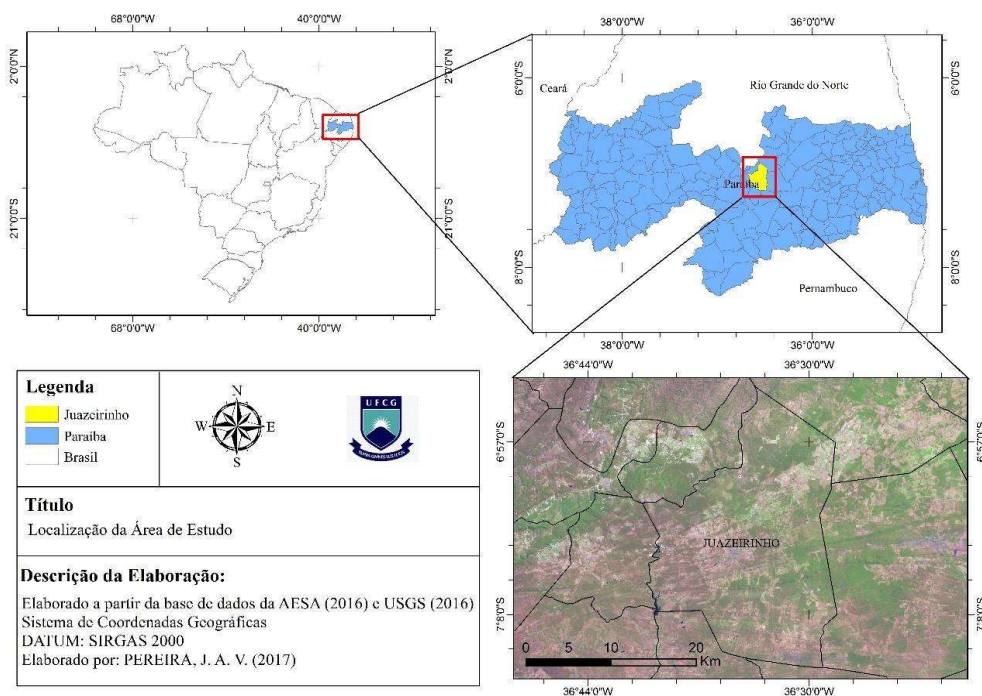 68°0'0"W 40°0'0"W
2°0'0"N
2°0'0"N
21°0'0"S
21°0'0"S
68°0'0"W 40°0'0"W
38°0'0"W 36°0'0"W
6°0'0"S
6°0'0"S
Ceará
Rio Grande do Norte
Paraíba
8°0'0"S
8°0'0"S
Pernambuco
38°0'0"W 36°0'0"W
Legenda
Juazeirinho
Paraíba
Brasil
N
W E
S
UFCG
Título
Localização da Área de Estudo
Descrição da Elaboração:
Elaborado a partir da base de dados da AESA (2016) e USGS (2016)
Sistema de Coordenadas Geográficas
DATUM: SIRGAS 2000
Elaborado por: PEREIRA, J. A. V. (2017)
36°44'0"W 36°30'0"W
6°57'0"S
6°57'0"S
JUAZEIRINHO
7°8'0"S
7°8'0"S
0 5 10 20
Km
36°44'0"W 36°30'0"W